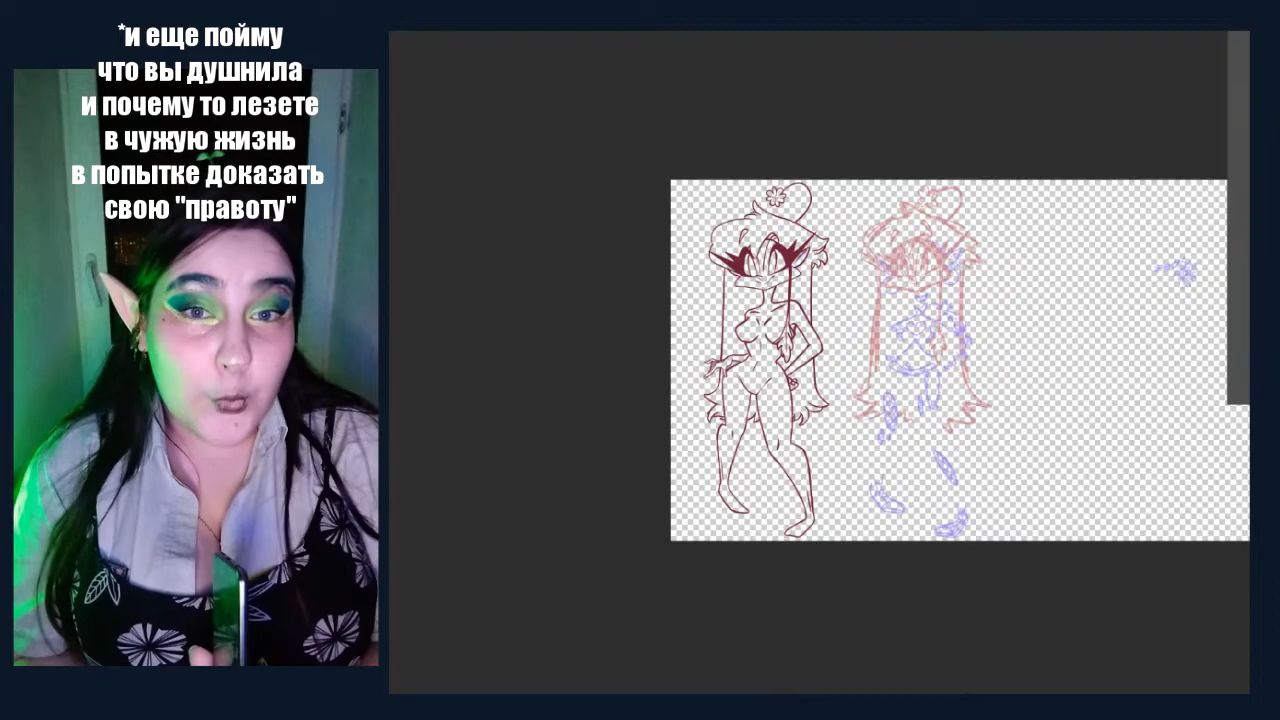 *и еще пойму
что вы душнила
и почему то лезете
в чужую жизнь
в попытке доказать
свою "правоту"